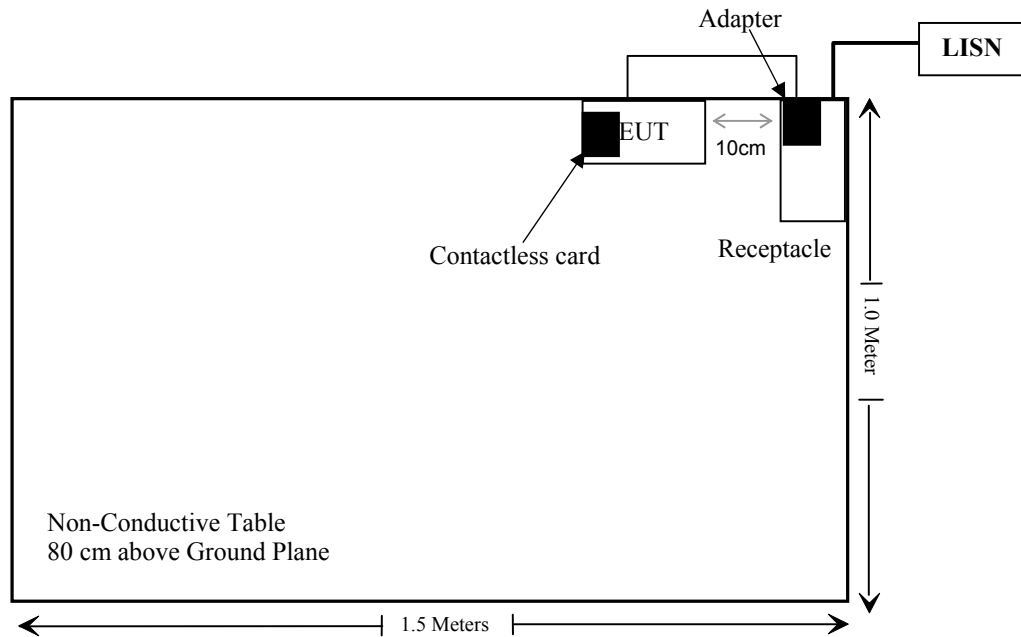 Adapter
LISN
EUT
10cm
Contactless card
Receptacle
1.0 Meter
Non-Conductive Table
80 cm above Ground Plane
1.5 Meters